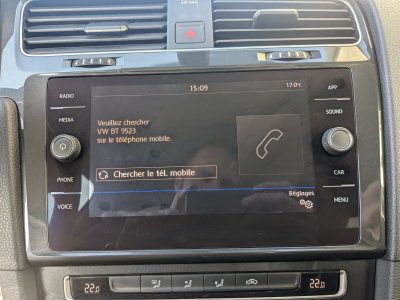 15:09
17.0°C
RADIO
MEDIA
PHONE
VOICE
Veuillez chercher
VW BT 9523
sur le téléphone mobile.
Chercher le tél. mobile
Réglages
APP
SOUND
CAR
MENU
22.0
22.0